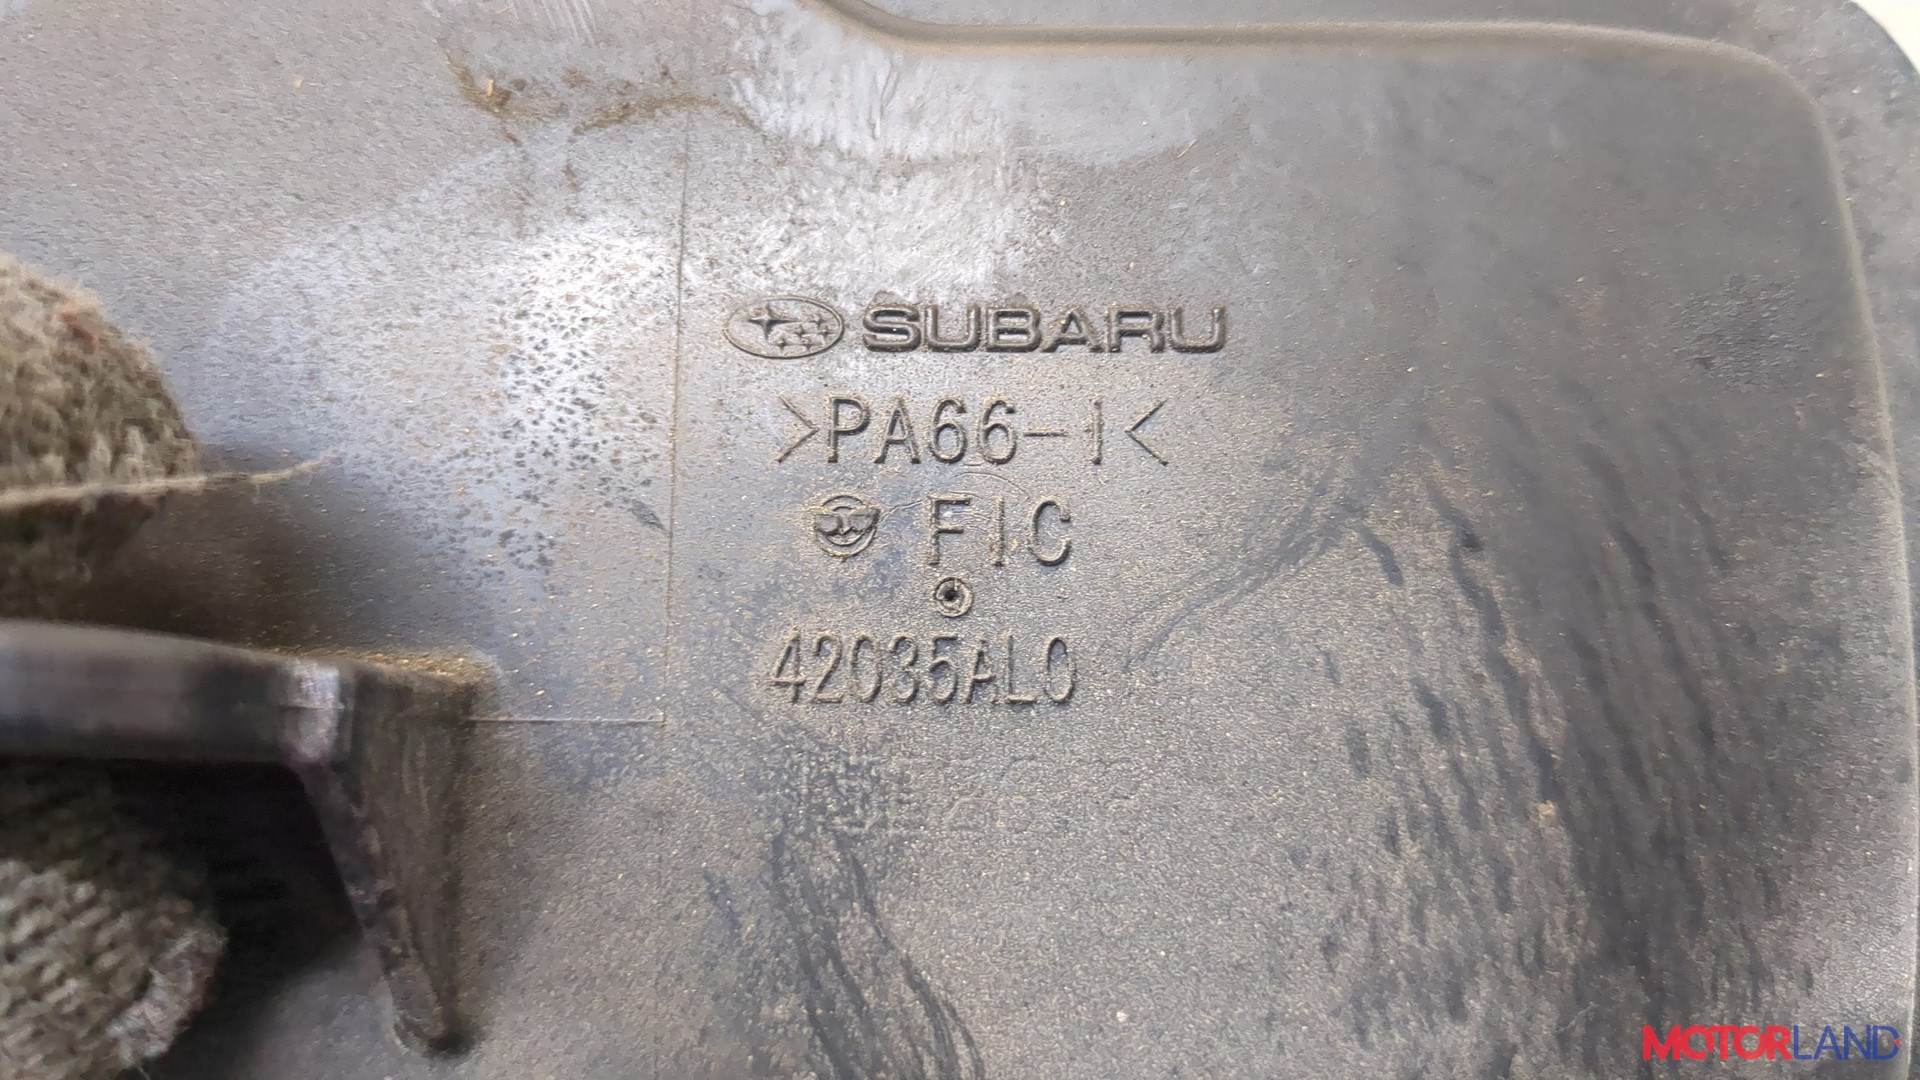 SUBARU
>PA66-I<
FIC
42035AL0
MOTORLAND